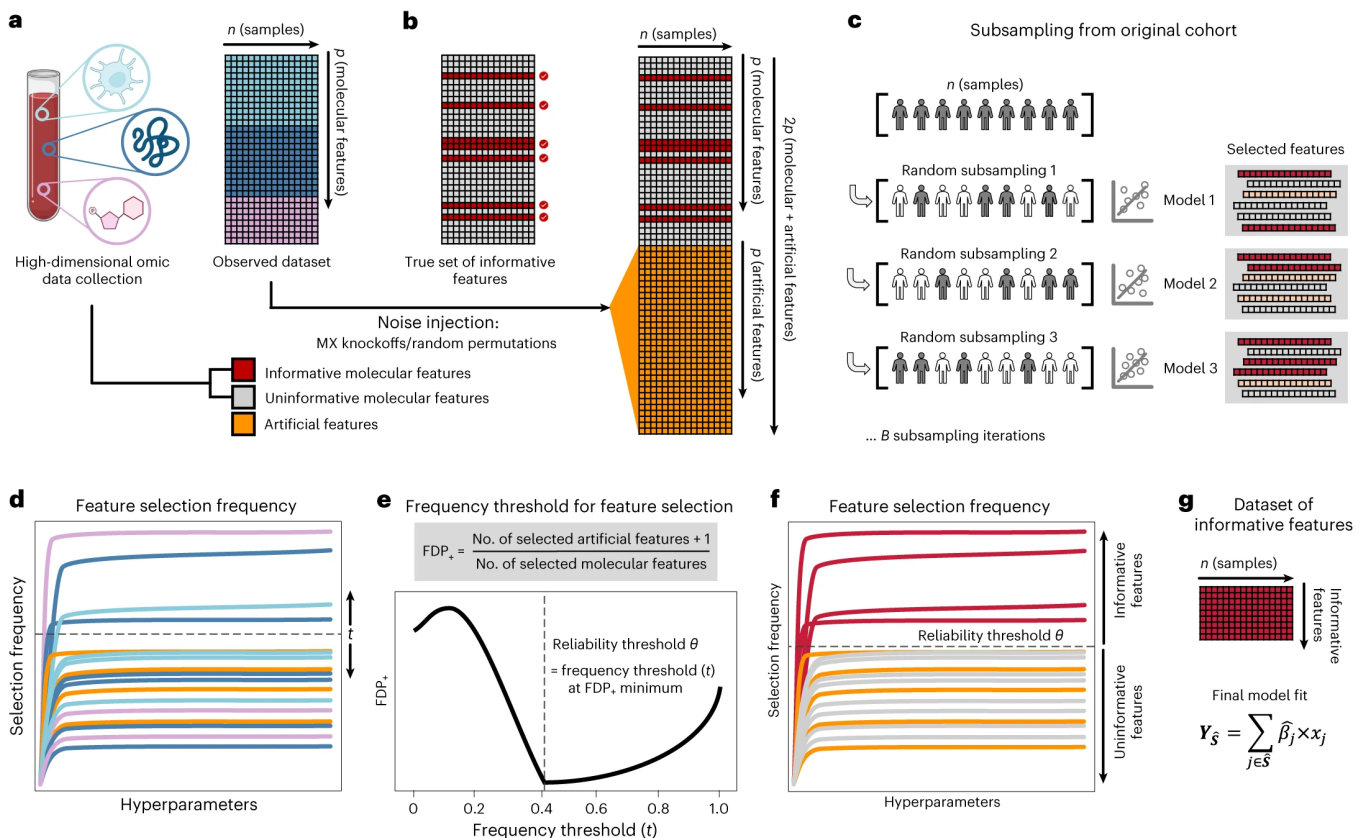 a
n (samples)
p (molecular
features)
High-dimensional omic
data collection
Observed dataset
b
True set of informative
features
n (samples)
p (molecular
features)
p (artificial features)
2p (molecular + artificial features)
Noise injection:
MX knockoffs/random permutations
Informative molecular features
Uninformative molecular features
Artificial features
P
c
Subsampling from original cohort
n (samples)
Selected features
Random subsampling 1
Model 1
Random subsampling 2
Model 2
Random subsampling 3
Model 3
... B subsampling iterations
d
Feature selection frequency
Selection frequency
t
Hyperparameters
e
Frequency threshold for feature selection
FDP+ = No. of selected artificial features + 1
No. of selected molecular features
FDP+
Reliability threshold θ
= frequency threshold (t)
at FDP+ minimum
0 0.2 0.4 0.6 0.8 1.0
Frequency threshold (t)
f
Feature selection frequency
Selection frequency
Reliability threshold θ
Informative
features
Uninformative
features
Hyperparameters
g
Dataset of
informative features
n (samples)
Informative
features
Final model fit
Y_Ŝ = ∑ β̂_j × x_j
j∈Ŝ